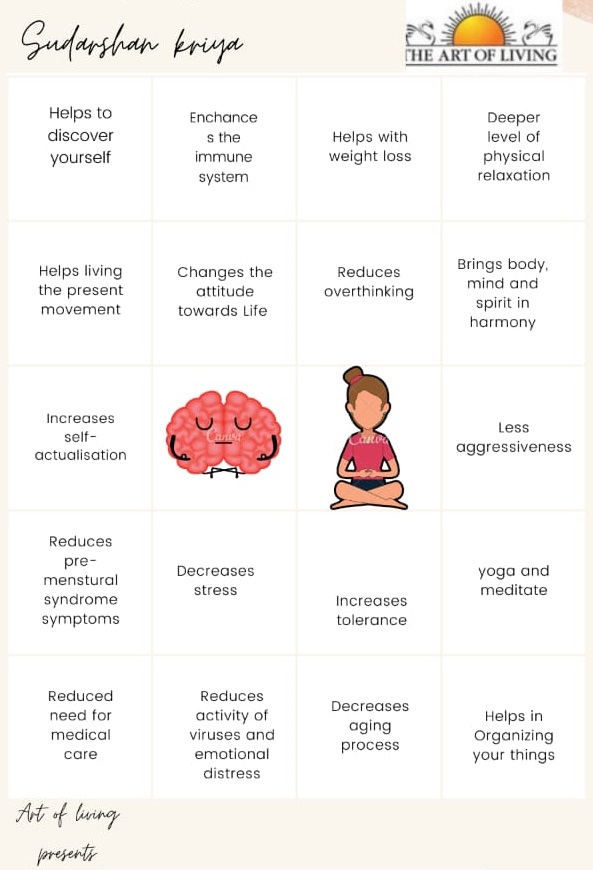 Sudarshan kriya
THE ART OF LIVING
Helps to
discover
yourself
Enchance
s the
immune
system
Helps with
weight loss
Deeper
level of
physical
relaxation
Helps living
the present
movement
Changes the
attitude
towards Life
Reduces
overthinking
Brings body,
mind and
spirit in
harmony
Increases
self-
actualisation
Canva
Canva
Less
aggressiveness
Reduces
pre-
menstural
syndrome
symptoms
Decreases
stress
Increases
tolerance
yoga and
meditate
Reduced
need for
medical
care
Reduces
activity of
viruses and
emotional
distress
Decreases
aging
process
Helps in
Organizing
your things
Art of living
presents